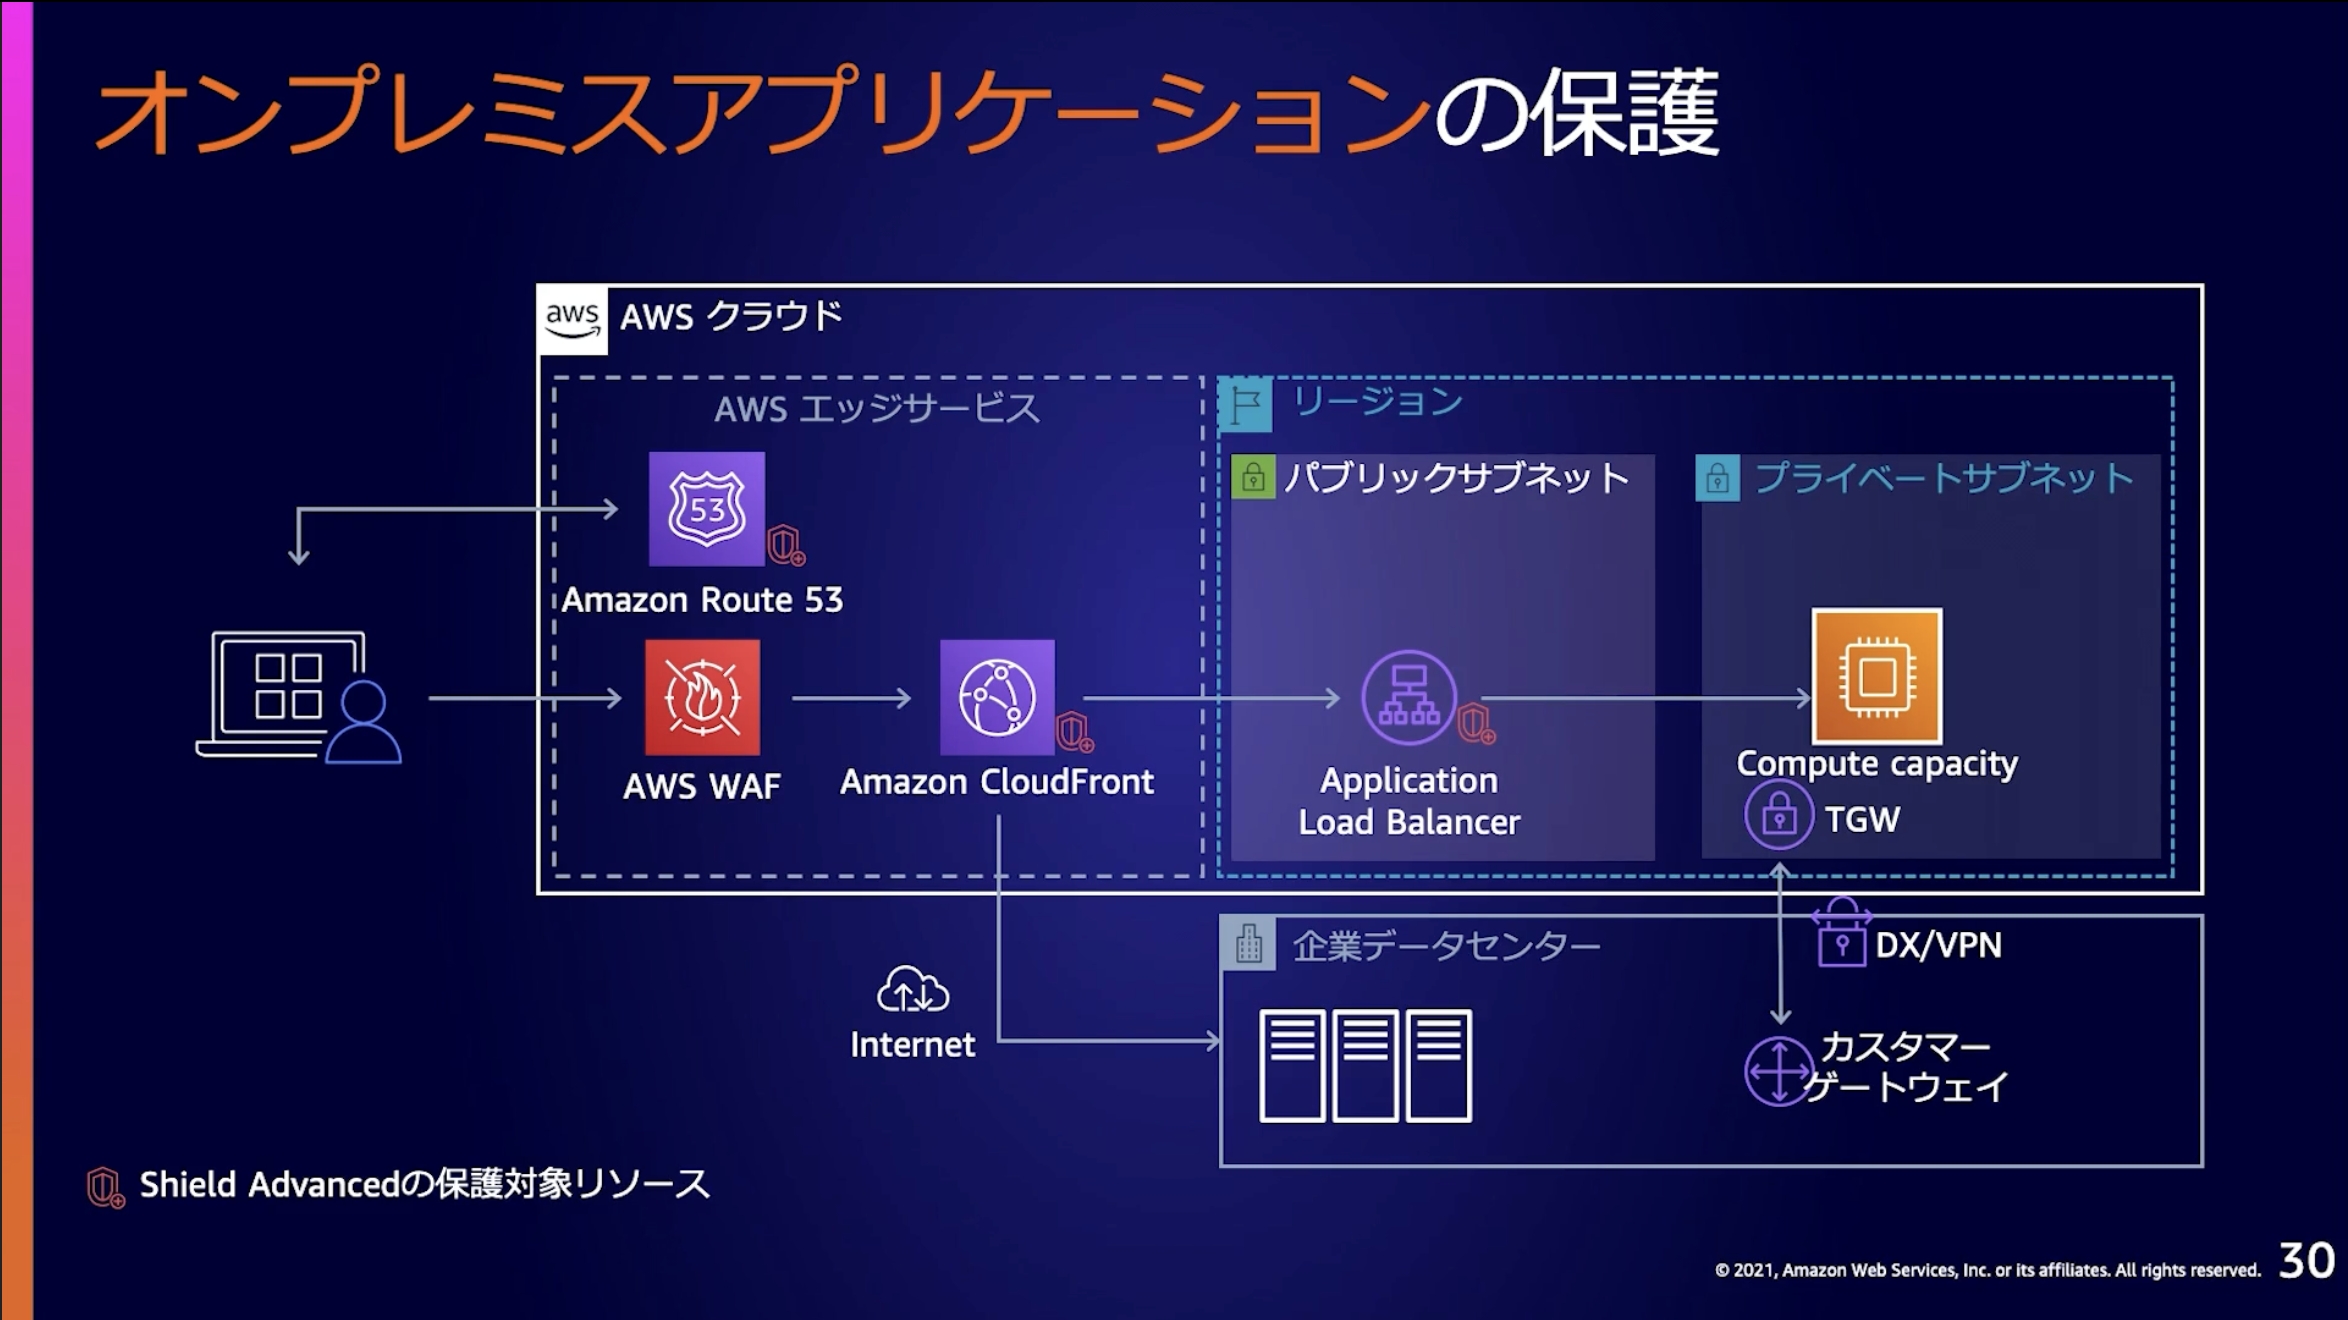 オンプレミスアプリケーションの保護
aws
AWS クラウド
AWS エッジサービス
リージョン
パブリックサブネット
プライベートサブネット
53
Amazon Route 53
AWS WAF
Amazon CloudFront
Application
Load Balancer
Compute capacity
TGW
企業データセンター
DX/VPN
Internet
カスタマー
ゲートウェイ
Shield Advancedの保護対象リソース
© 2021, Amazon Web Services, Inc. or its affiliates. All rights reserved.
30